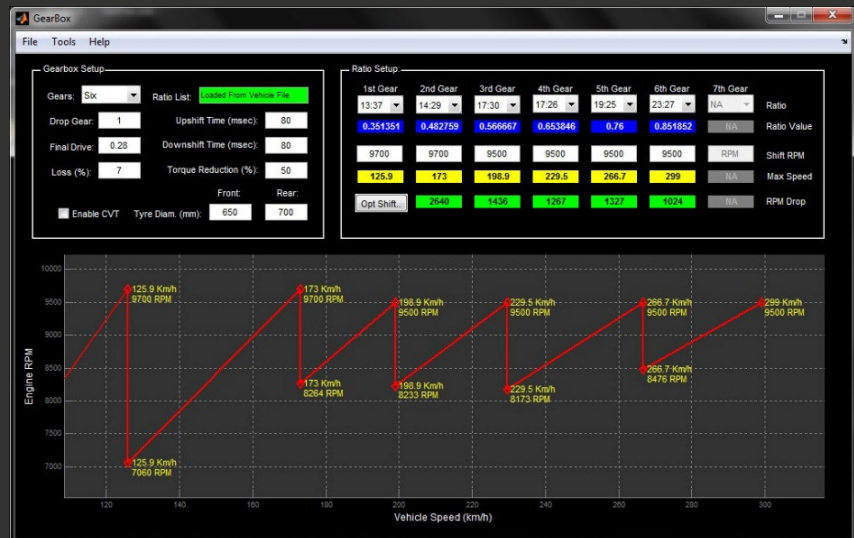 GearBox
File Tools Help
Gearbox Setup
Gears: Six Ratio List: Loaded From Vehicle File
Drop Gear: 1 Upshift Time (msec): 80
Final Drive: 0.28 Downshift Time (msec): 80
Loss (%): 7 Torque Reduction (%): 50
Front: Rear:
Enable CVT Tyre Diam. (mm): 650 700
Ratio Setup:
1st Gear 2nd Gear 3rd Gear 4th Gear 5th Gear 6th Gear 7th Gear
13:37 14:29 17:30 17:26 19:25 23:27 NA Ratio
0.351351 0.482759 0.566667 0.653846 0.76 0.851852 NA Ratio Value
9700 9700 9500 9500 9500 9500 RPM Shift RPM
125.9 173 198.9 229.5 266.7 299 NA Max Speed
Opt Shift.. 2640 1436 1267 1327 1024 NA RPM Drop
10000
9500
9000
8500
8000
7500
7000
Engine RPM
125.9 Km/h
9700 RPM
173 Km/h
9700 RPM
198.9 Km/h
9500 RPM
229.5 Km/h
9500 RPM
266.7 Km/h
9500 RPM
299 Km/h
9500 RPM
125.9 Km/h
7060 RPM
173 Km/h
8264 RPM
198.9 Km/h
8233 RPM
229.5 Km/h
8173 RPM
266.7 Km/h
8476 RPM
120 140 160 180 200 220 240 260 280 300
Vehicle Speed (km/h)